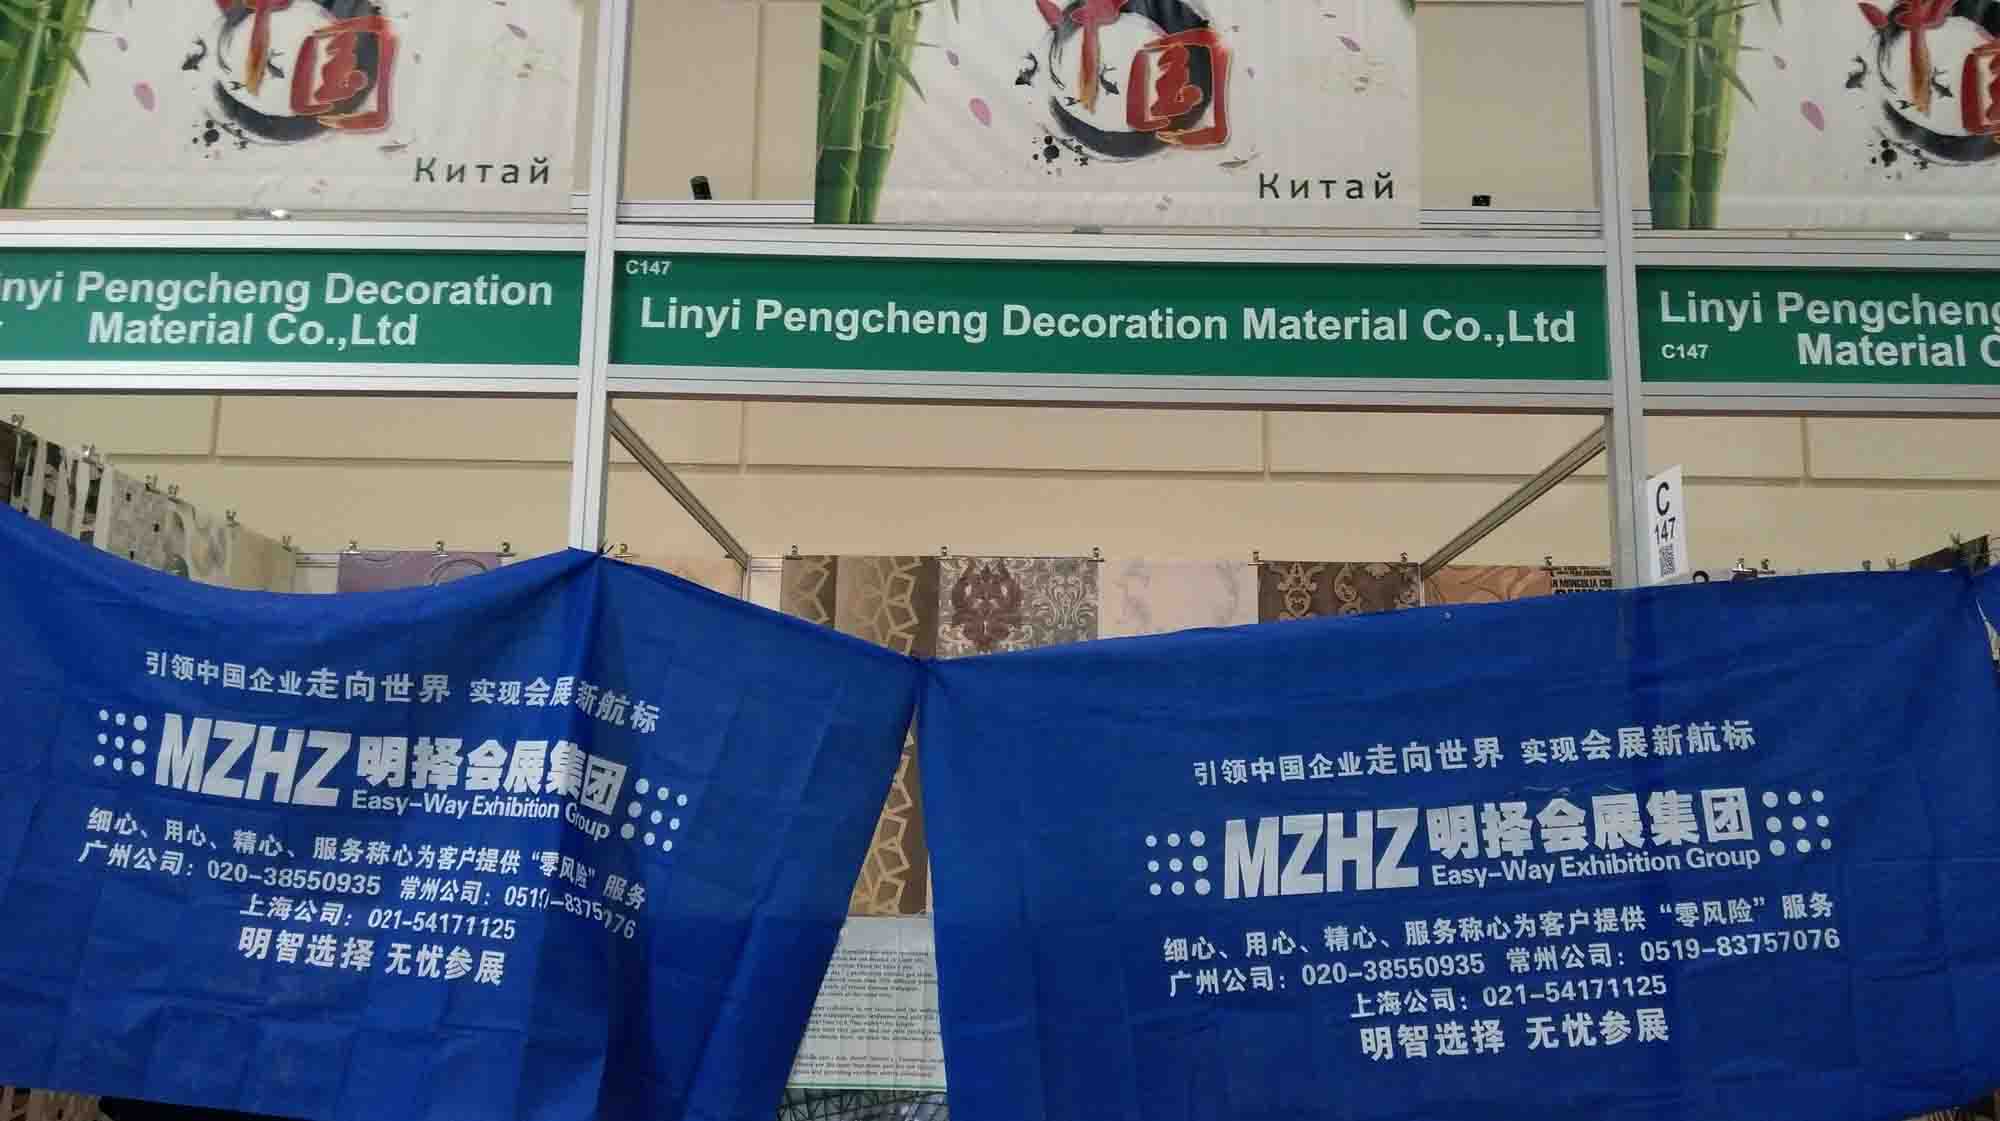 中国
Китай
中国
Китай
中国
inyi Pengcheng Decoration
Material Co.,Ltd
C147
Linyi Pengcheng Decoration Material Co.,Ltd
Linyi Pengcheng
C147
Material C
C
147
引领中国企业走向世界 实现会展新航标
MZHZ 明择会展集团
Easy-Way Exhibition Group
细心、用心、精心、服务称心为客户提供“零风险”服务
广州公司：020-38550935 常州公司：0519-83757076
上海公司：021-54171125
明智选择 无忧参展
引领中国企业走向世界 实现会展新航标
MZHZ 明择会展集团
Easy-Way Exhibition Group
细心、用心、精心、服务称心为客户提供“零风险”服务
广州公司：020-38550935 常州公司：0519-83757076
上海公司：021-54171125
明智选择 无忧参展